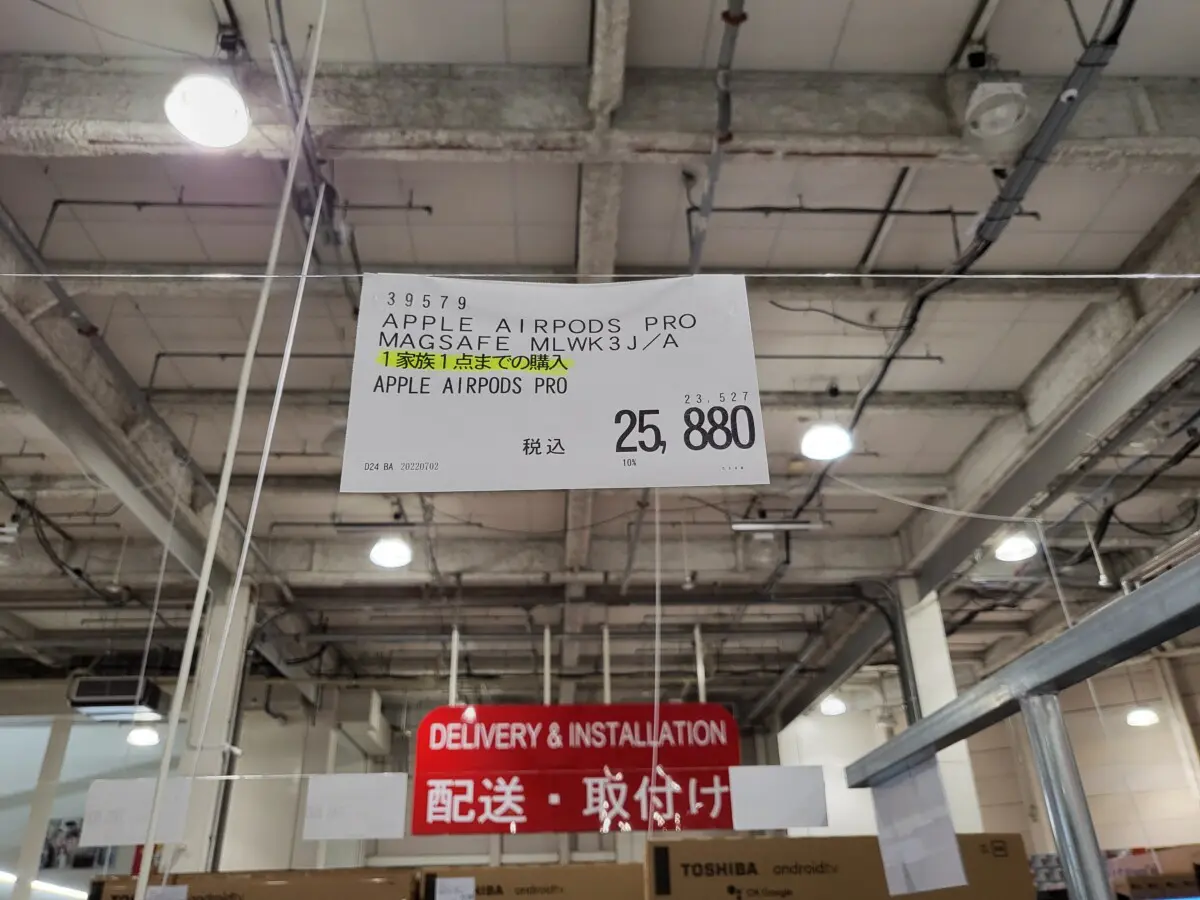 39579
APPLE AIRPODS PRO
MAGSAFE MLWK3J/A
1家族1点までの購入
APPLE AIRPODS PRO
23,527
税込 25,880
10%
D24 BA 20220702
DELIVERY & INSTALLATION
配送・取付け
TOSHIBA androidtv
IBA androidtv